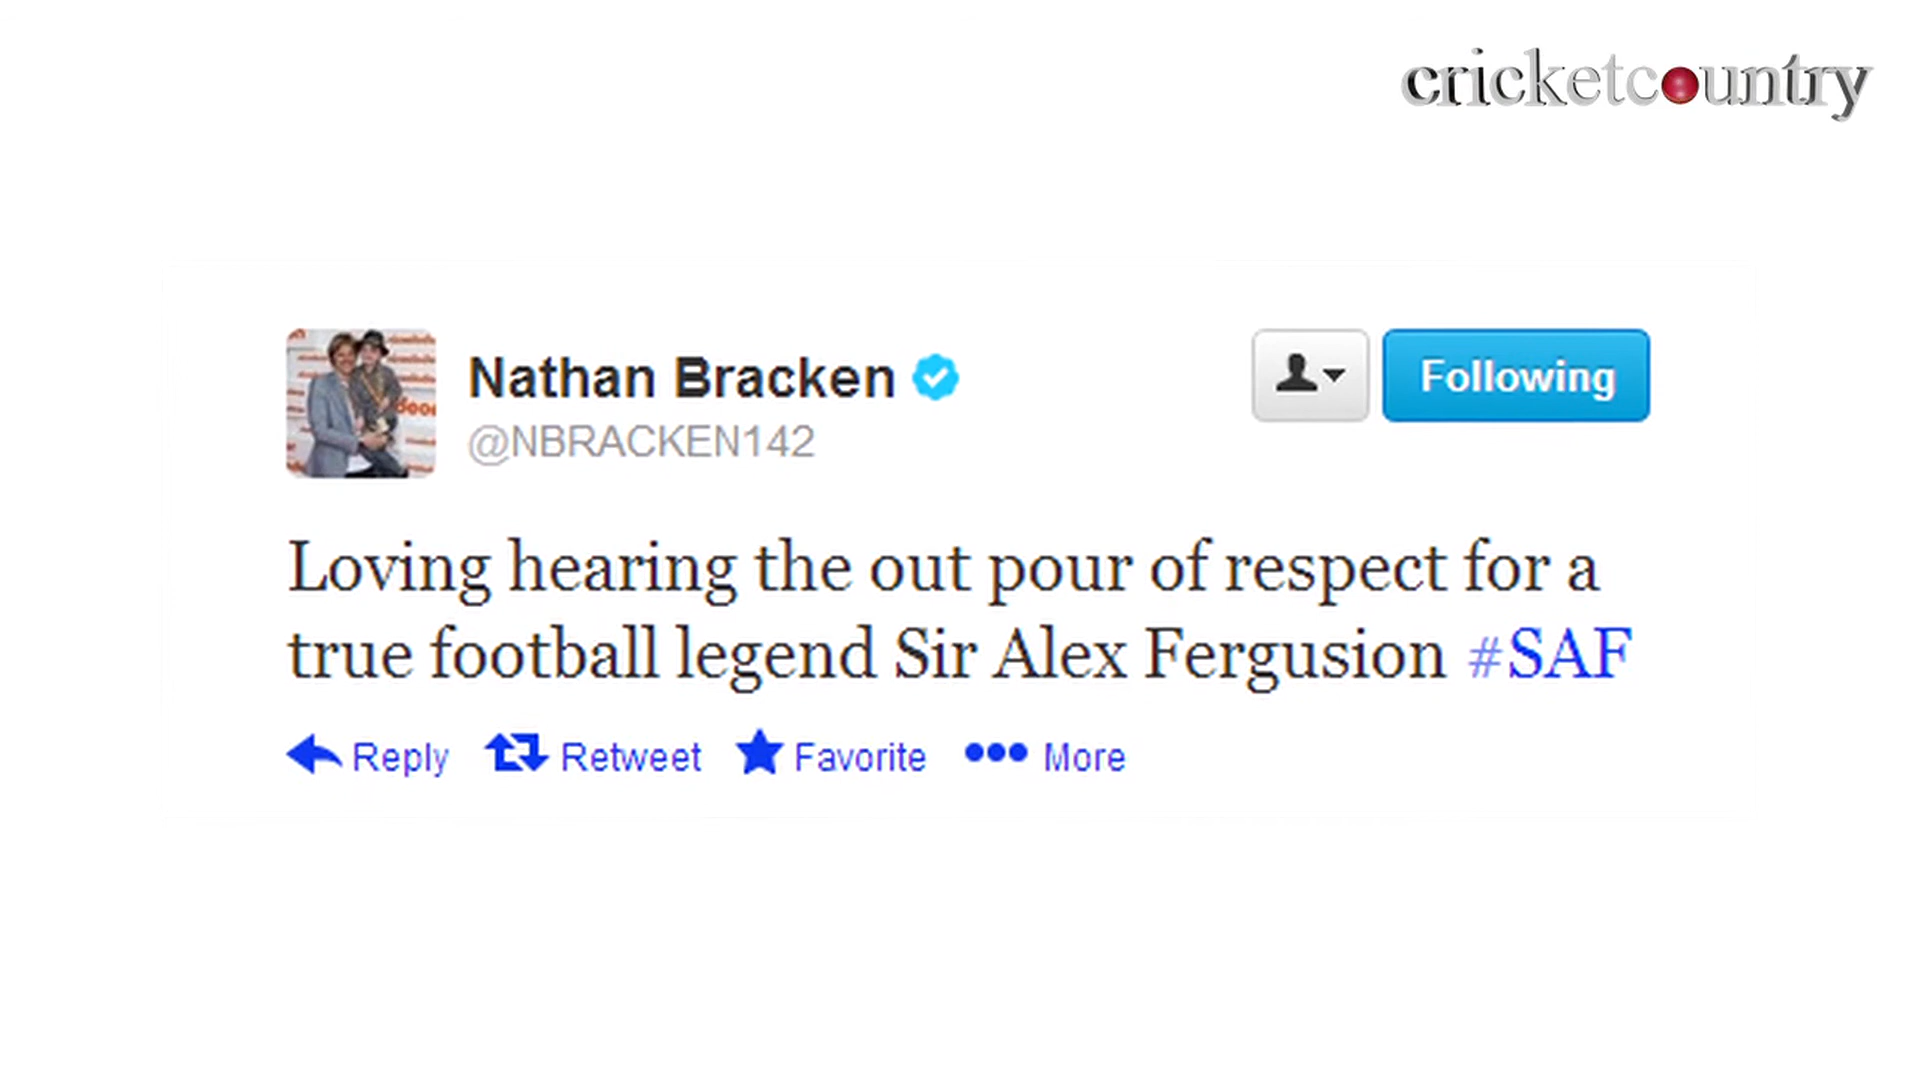 cricketcountry
Nathan Bracken
@NBRACKEN142
Following
Loving hearing the out pour of respect for a
true football legend Sir Alex Fergusion #SAF
Reply Retweet Favorite More